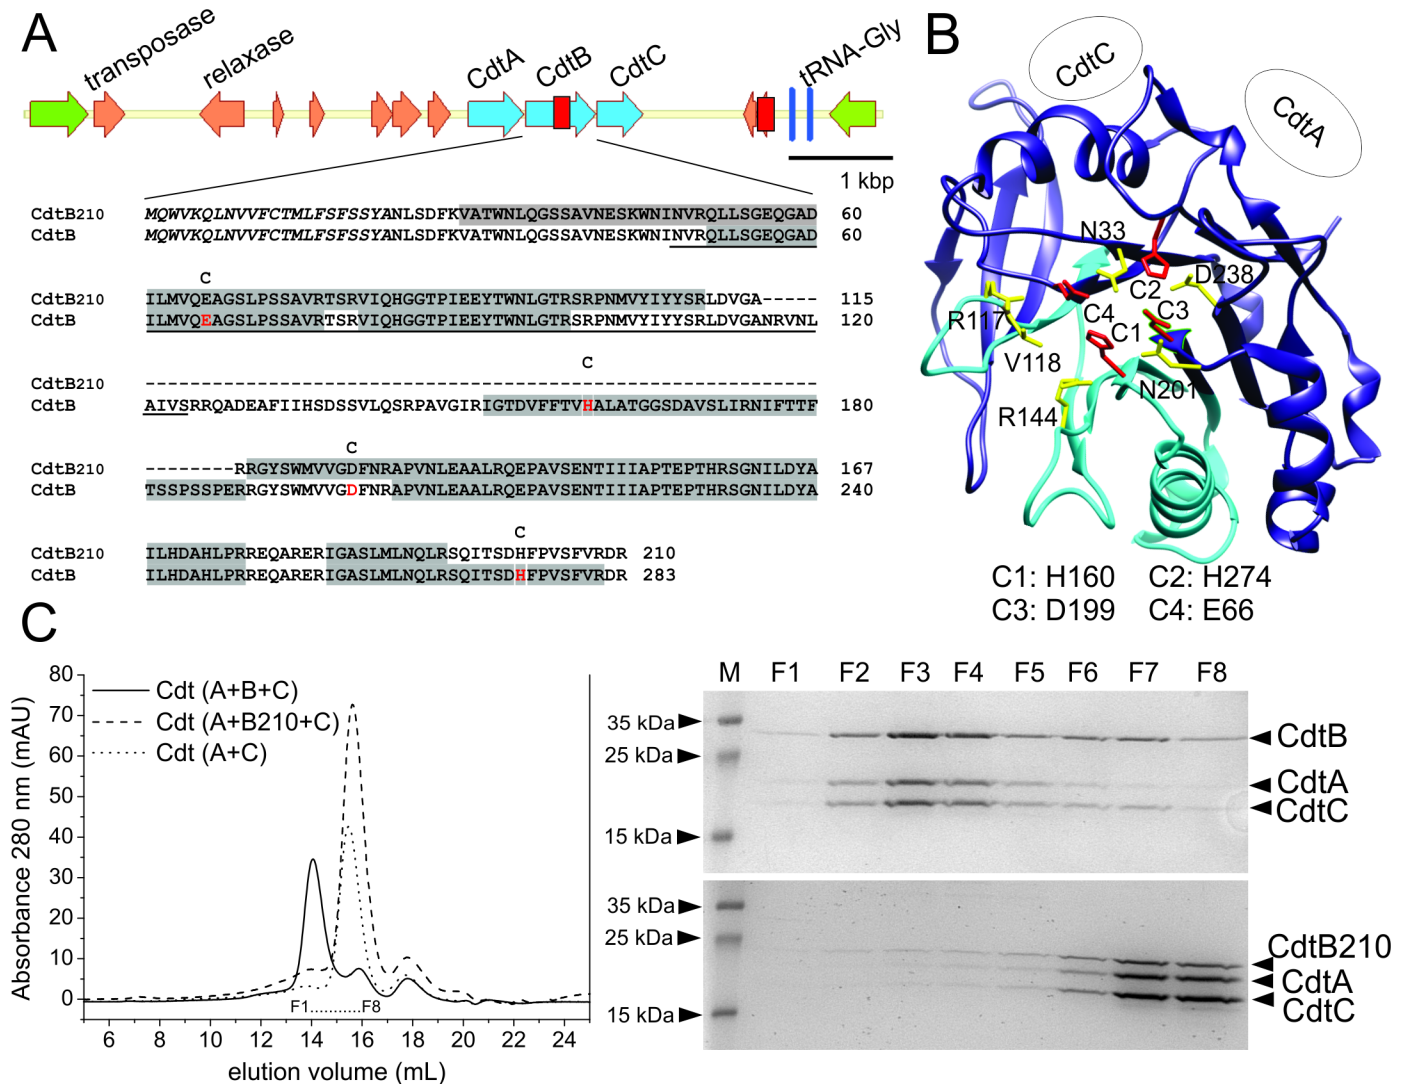 A
transposase
relaxase
CdtA
CdtB
CdtC
tRNA-Gly
1 kbp
CdtB210 MQWVKQLNVVFCTMLFSFSSYANLSDFKVATWNLQGSSAVNESKWNINVRQLLSGEQGAD 60
CdtB MQWVKQLNVVFCTMLFSFSSYANLSDFKVATWNLQGSSAVNESKWNINVRQLLSGEQGAD 60
C
CdtB210 ILMVQEAGSLPSSAVRTSRVIQHGGTPIEEYTWNLGTRSRPNMVYIYYSRLDVGA----- 115
CdtB ILMVQEAGSLPSSAVRTSRVIQHGGTPIEEYTWNLGTRSRPNMVYIYYSRLDVGANRVNL 120
C
CdtB210 ------------------------------------------------------------
CdtB AIVSRRQADEAFIIHSDSSVLQSRPAVGIRIGTDVFFTVHALATGGSDAVSLIRNIFTTF 180
C
CdtB210 --------RRGYSWMVVGDFNRAPVNLEAALRQEPAVSENTIIIAPTEPTHRSGNILDYA 167
CdtB TSSPSSPERRGYSWMVVGDFNRAPVNLEAALRQEPAVSENTIIIAPTEPTHRSGNILDYA 240
C
CdtB210 ILHDAHLPRREQARERIGASLMLNQLRSQITSDHFPVSFVRDR 210
CdtB ILHDAHLPRREQARERIGASLMLNQLRSQITSDHFPVSFVRDR 283
B
CdtC
CdtA
N33
D238
C2
C4
C3
R117
C1
V118
N201
R144
C1: H160 C2: H274
C3: D199 C4: E66
C
Absorbance 280 nm (mAU)
80
70
60
50
40
30
20
10
0
Cdt (A+B+C)
Cdt (A+B210+C)
Cdt (A+C)
F1...........F8
6 8 10 12 14 16 18 20 22 24
elution volume (mL)
M F1 F2 F3 F4 F5 F6 F7 F8
35 kDa
25 kDa
15 kDa
CdtB
CdtA
CdtC
35 kDa
25 kDa
15 kDa
CdtB210
CdtA
CdtC